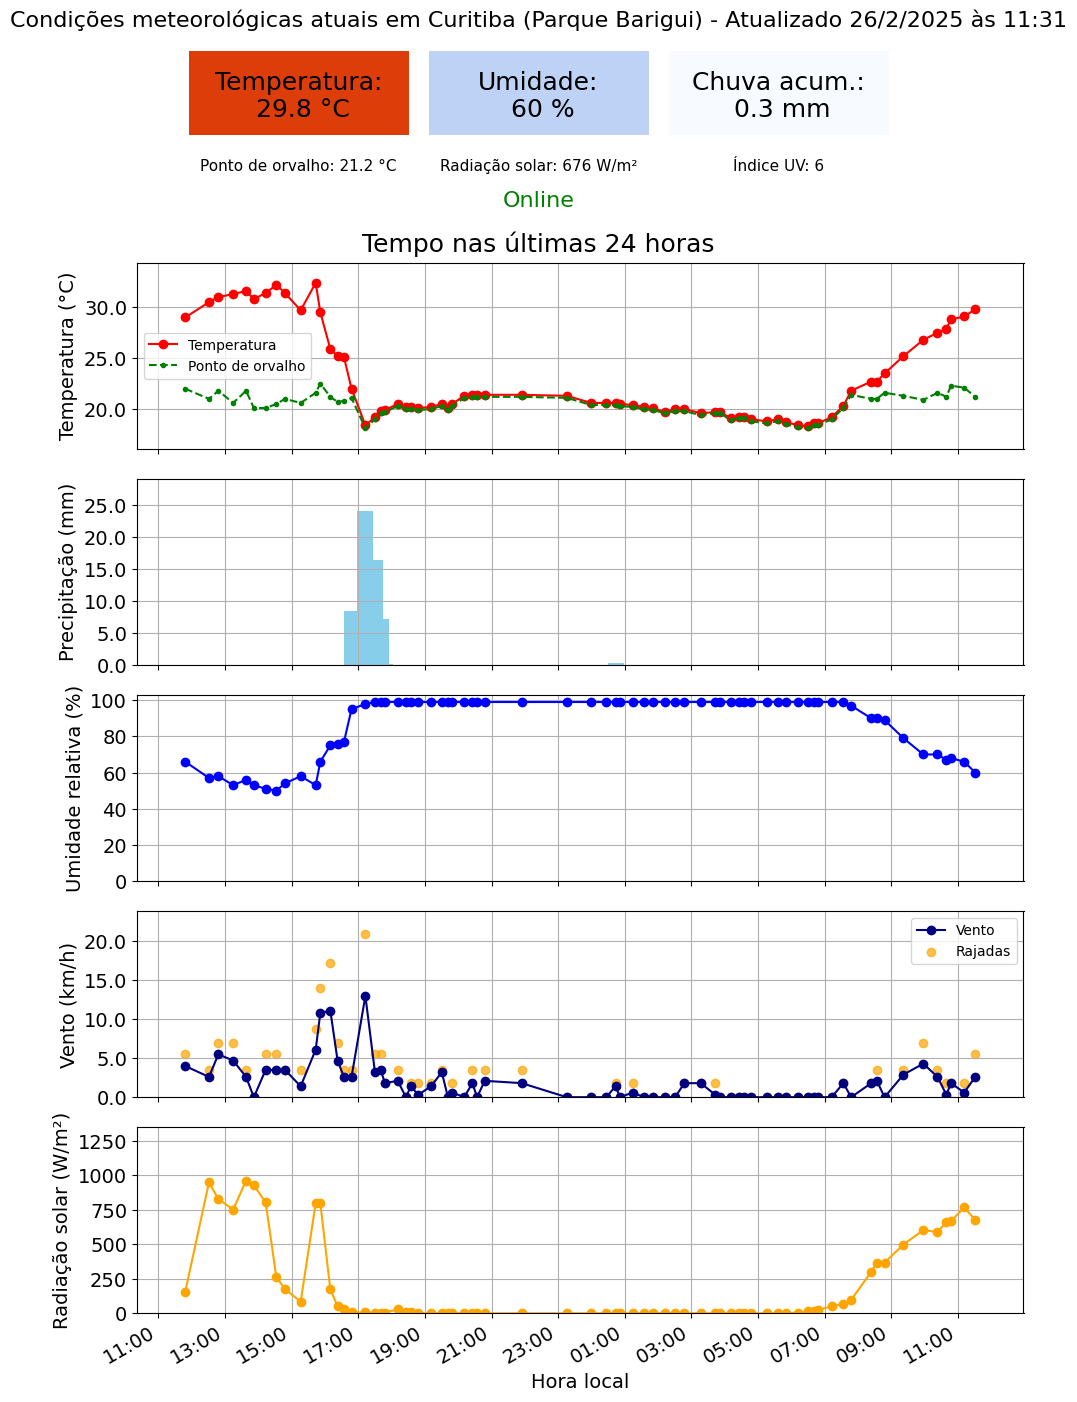 Condições meteorológicas atuais em Curitiba (Parque Barigui) - Atualizado 26/2/2025 às 11:31
Temperatura:
29.8 °C
Umidade:
60 %
Chuva acum.:
0.3 mm
Ponto de orvalho: 21.2 °C
Radiação solar: 676 W/m²
Índice UV: 6
Online
Tempo nas últimas 24 horas
Temperatura (°C)
30.0
25.0
20.0
Temperatura
Ponto de orvalho
Precipitação (mm)
25.0
20.0
15.0
10.0
5.0
0.0
Umidade relativa (%)
100
80
60
40
20
0
Vento (km/h)
20.0
15.0
10.0
5.0
0.0
Vento
Rajadas
Radiação solar (W/m²)
1250
1000
750
500
250
0
11:00
13:00
15:00
17:00
19:00
21:00
23:00
01:00
03:00
05:00
07:00
09:00
11:00
Hora local